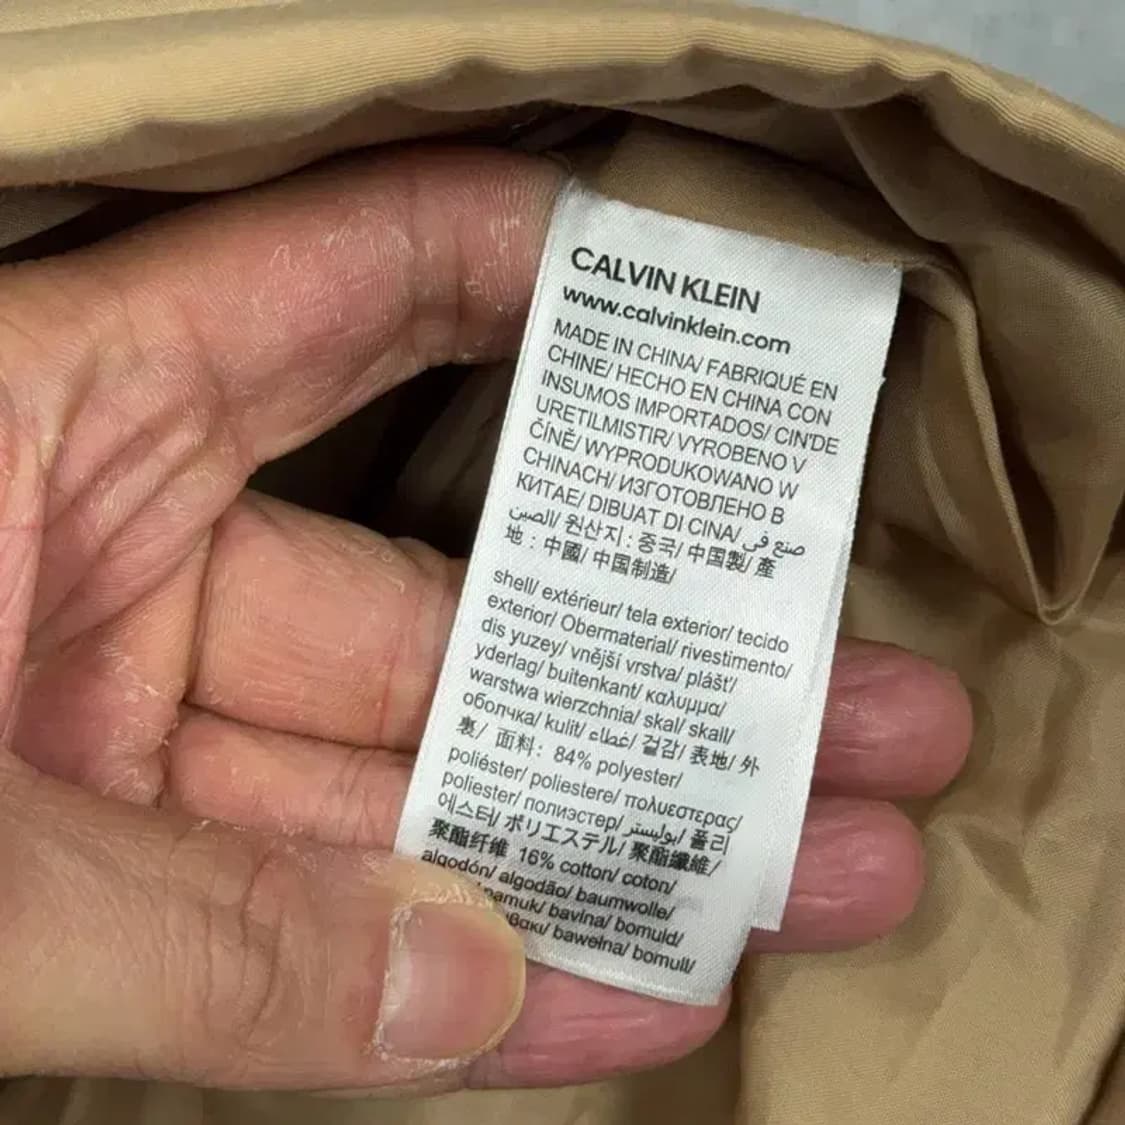 CALVIN KLEIN
www.calvinklein.com
MADE IN CHINA/ FABRIQUÉ EN
CHINE/ HECHO EN CHINA CON
INSUMOS IMPORTADOS/ CIN'DE
URETILMISTIR/ VYROBENO V
ČÍNĚ/ WYPRODUKOWANO W
CHINACH/ ИЗГОТОВЛЕНО В
КИТАЕ/ DIBUAT DI CINA/ صنع في
الصين/ 원산지 : 중국/ 中国製/ 產
地 : 中國/ 中国制造/
shell/ extérieur/ tela exterior/ tecido
exterior/ Obermaterial/ rivestimento/
dis yuzey/ vnější vrstva/ plášt'/
yderlag/ buitenkant/ καλυμμα/
warstwa wierzchnia/ skal/ skall/
оболчка/ kulit/ غطاء/ 겉감/ 表地/ 外
裏/ 面料: 84% polyester/
poliéster/ poliestere/ πολυεστερας/
poliester/ полиэстер/ بوليستر/ 폴리
에스터/ ポリエステル/ 聚酯纖維/
聚酯纤维 16% cotton/ coton/
algodón/ algodão/ baumwolle/
pamuk/ bavlna/ bomuld/
bawełna/ bomull/